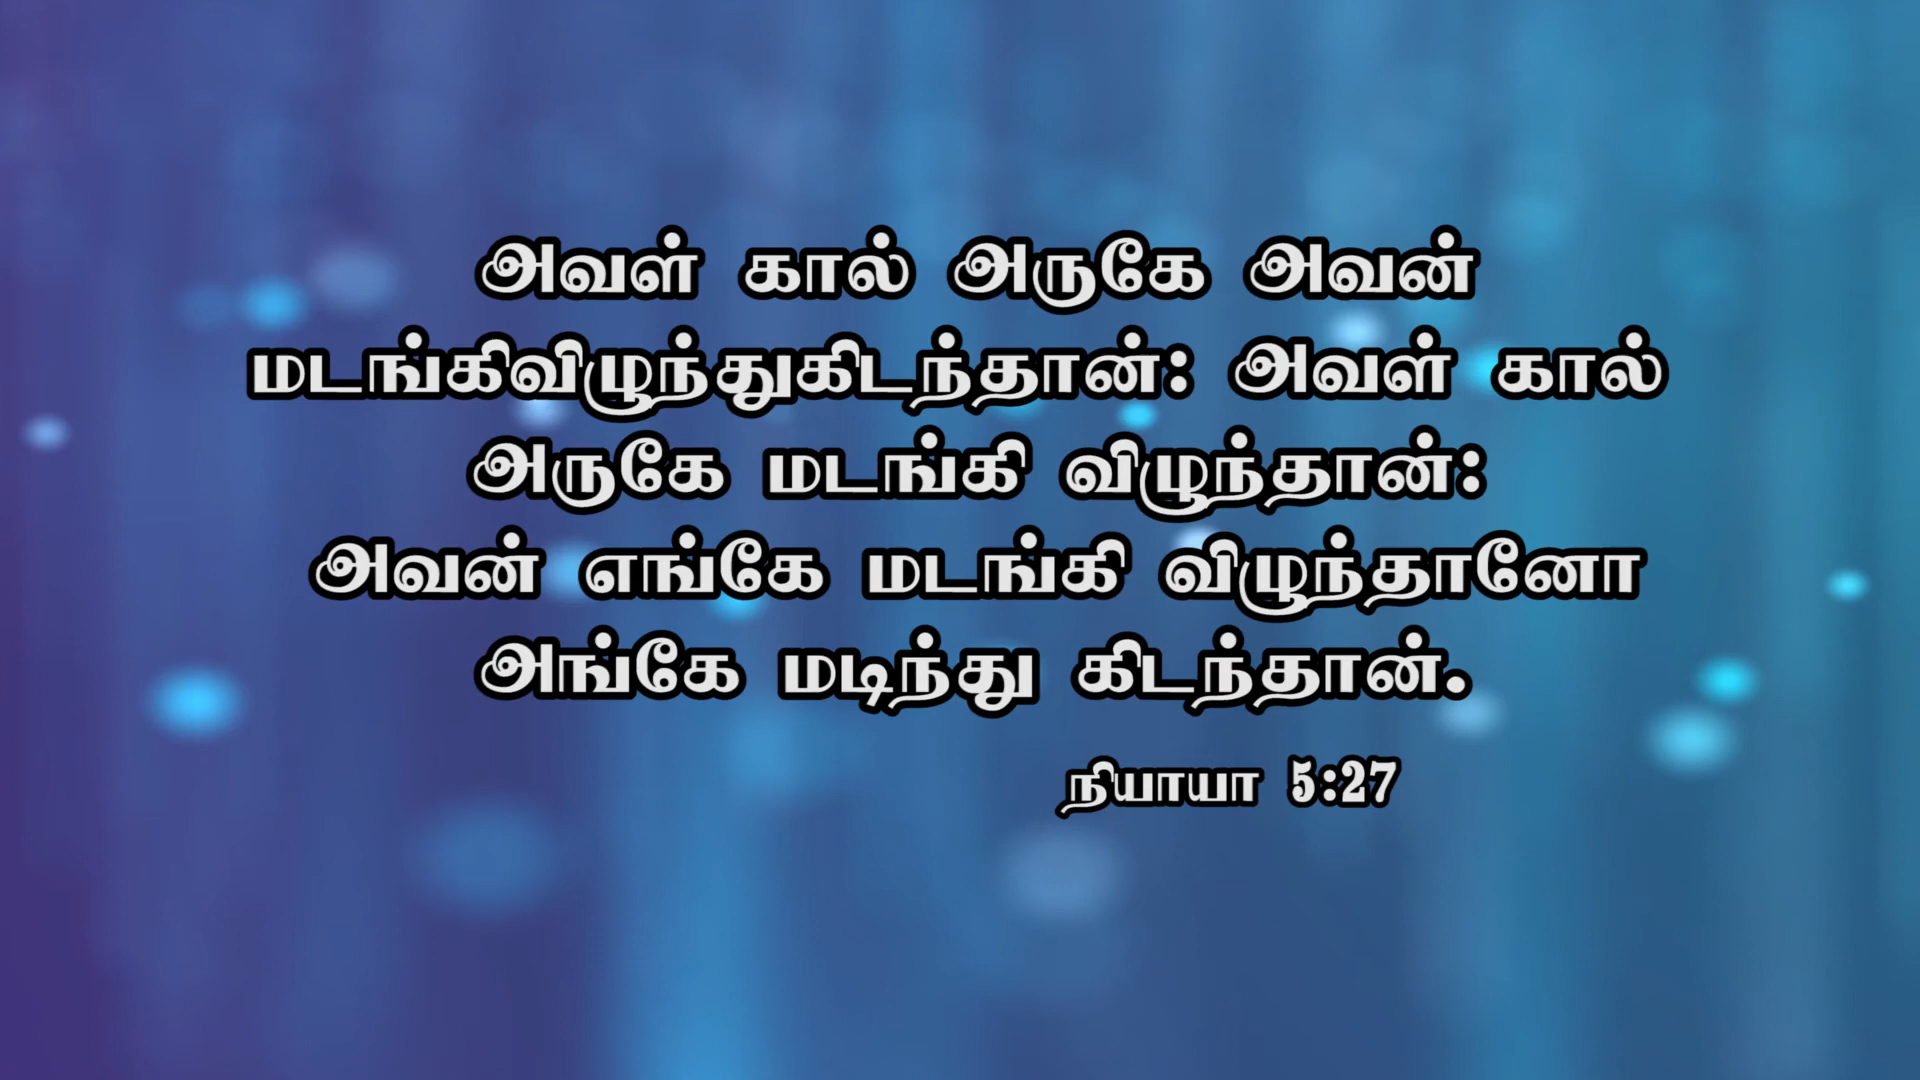 அவள் கால் அருகே அவன்
மடங்கிவிழுந்துகிடந்தான்: அவள் கால்
அருகே மடங்கி விழுந்தான்:
அவன் எங்கே மடங்கி விழுந்தானோ
அங்கே மடிந்து கிடந்தான்.
நியாயா 5:27